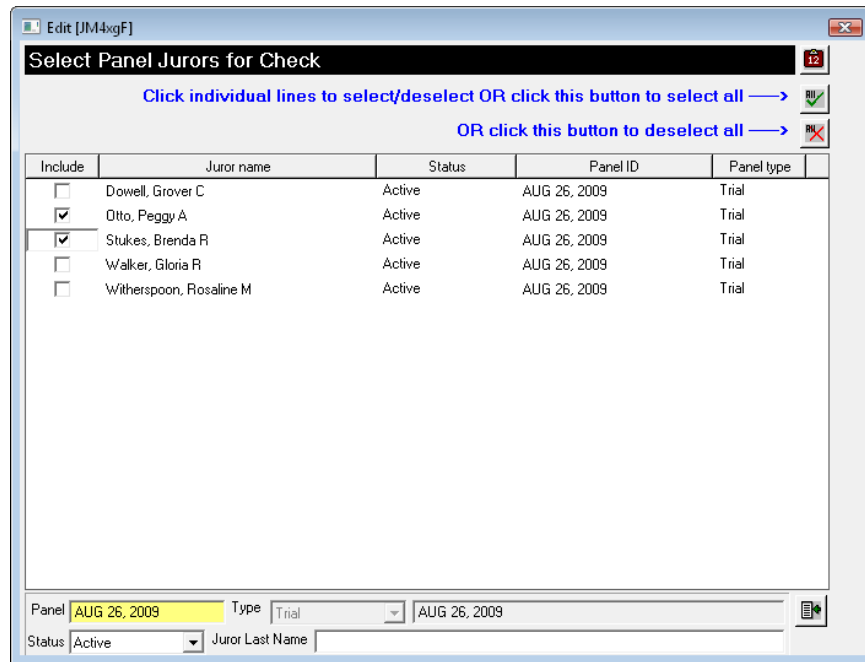 Edit [JM4xgF]
Select Panel Jurors for Check
12
Click individual lines to select/deselect OR click this button to select all ---->
All
OR click this button to deselect all ---->
All
Include Juror name Status Panel ID Panel type
Dowell, Grover C Active AUG 26, 2009 Trial
Otto, Peggy A Active AUG 26, 2009 Trial
Stukes, Brenda R Active AUG 26, 2009 Trial
Walker, Gloria R Active AUG 26, 2009 Trial
Witherspoon, Rosaline M Active AUG 26, 2009 Trial
Panel AUG 26, 2009 Type Trial AUG 26, 2009
Status Active Juror Last Name